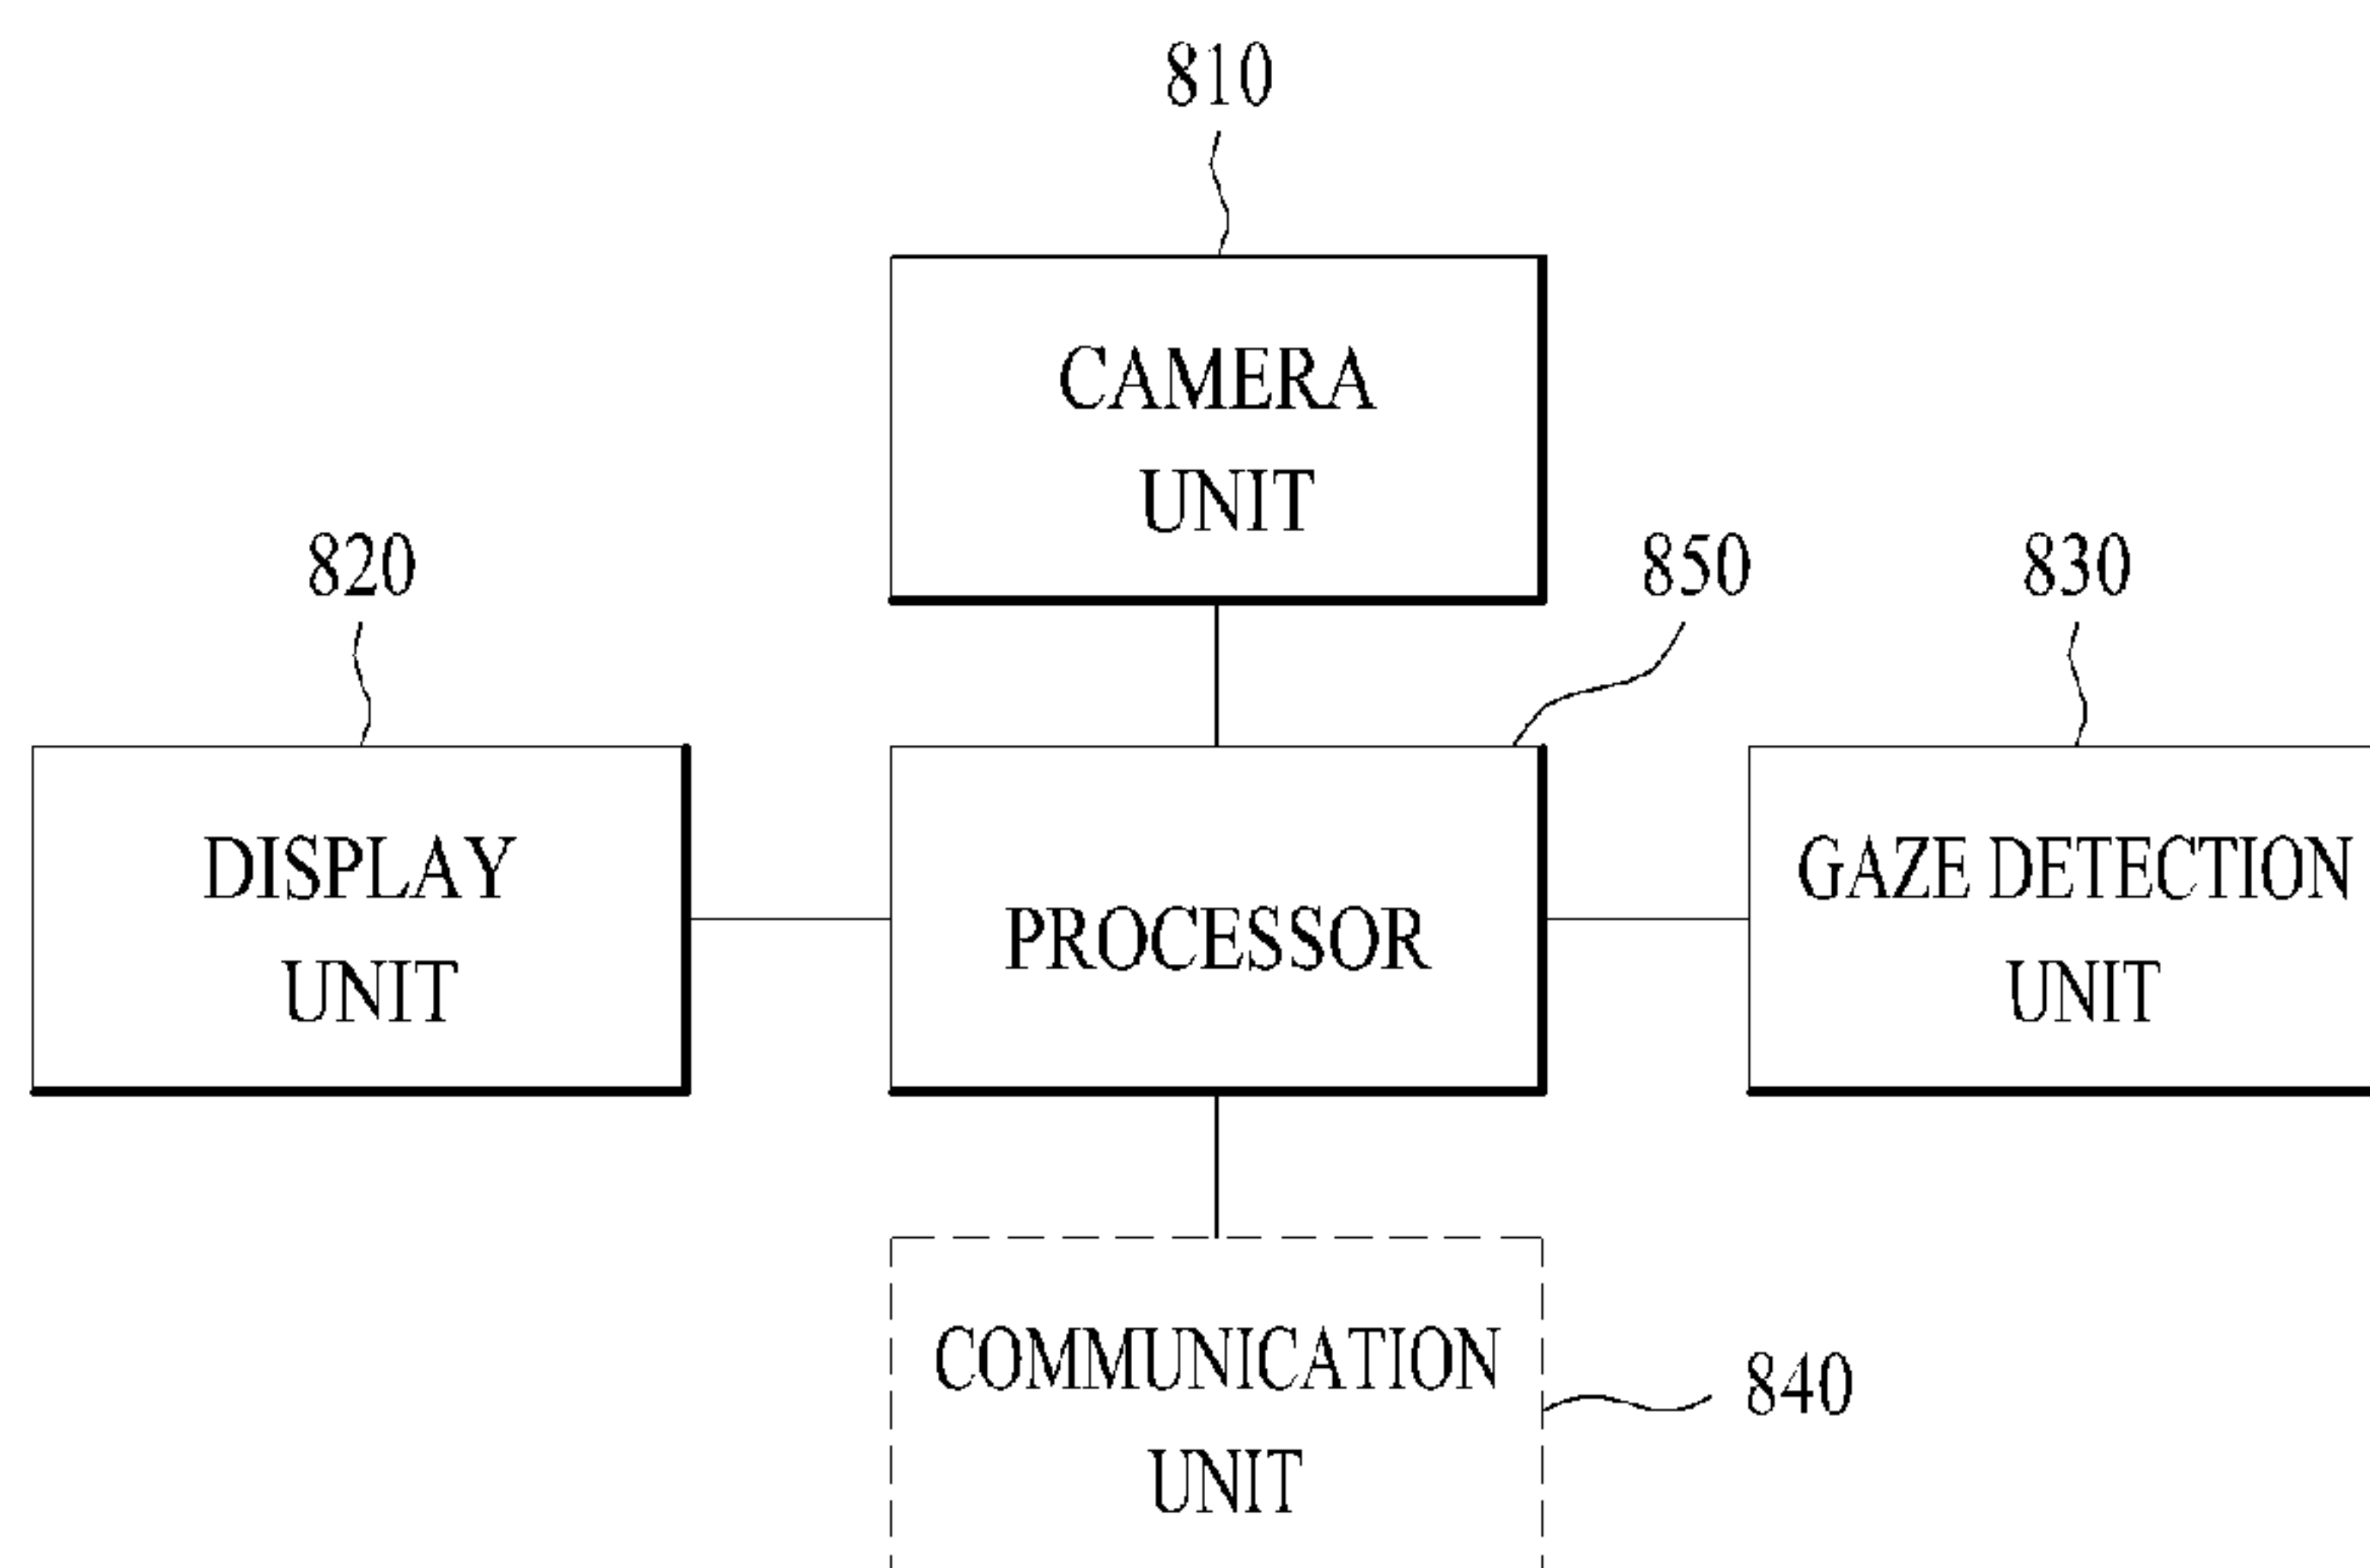 810
CAMERA
UNIT
820
850
830
DISPLAY
UNIT
PROCESSOR
GAZE DETECTION
UNIT
COMMUNICATION
UNIT
840